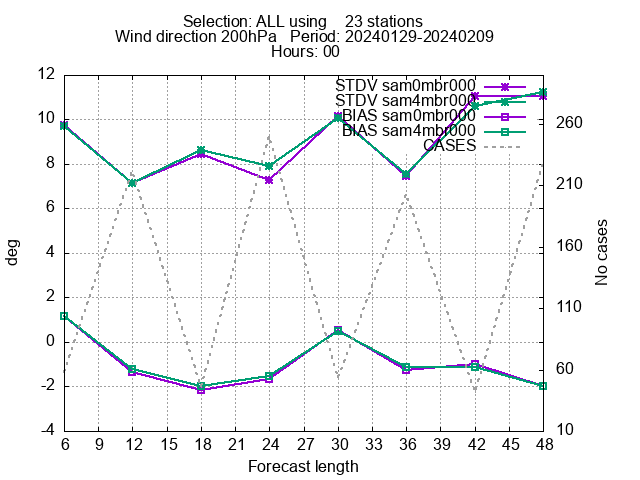 Selection: ALL using    23 stations
Wind direction 200hPa   Period: 20240129-20240209
Hours: 00
STDV sam0mbr000
STDV sam4mbr000
BIAS sam0mbr000
BIAS sam4mbr000
CASES
12
10
8
6
4
2
0
-2
-4
deg
260
210
160
110
60
10
No cases
6 9 12 15 18 21 24 27 30 33 36 39 42 45 48
Forecast length